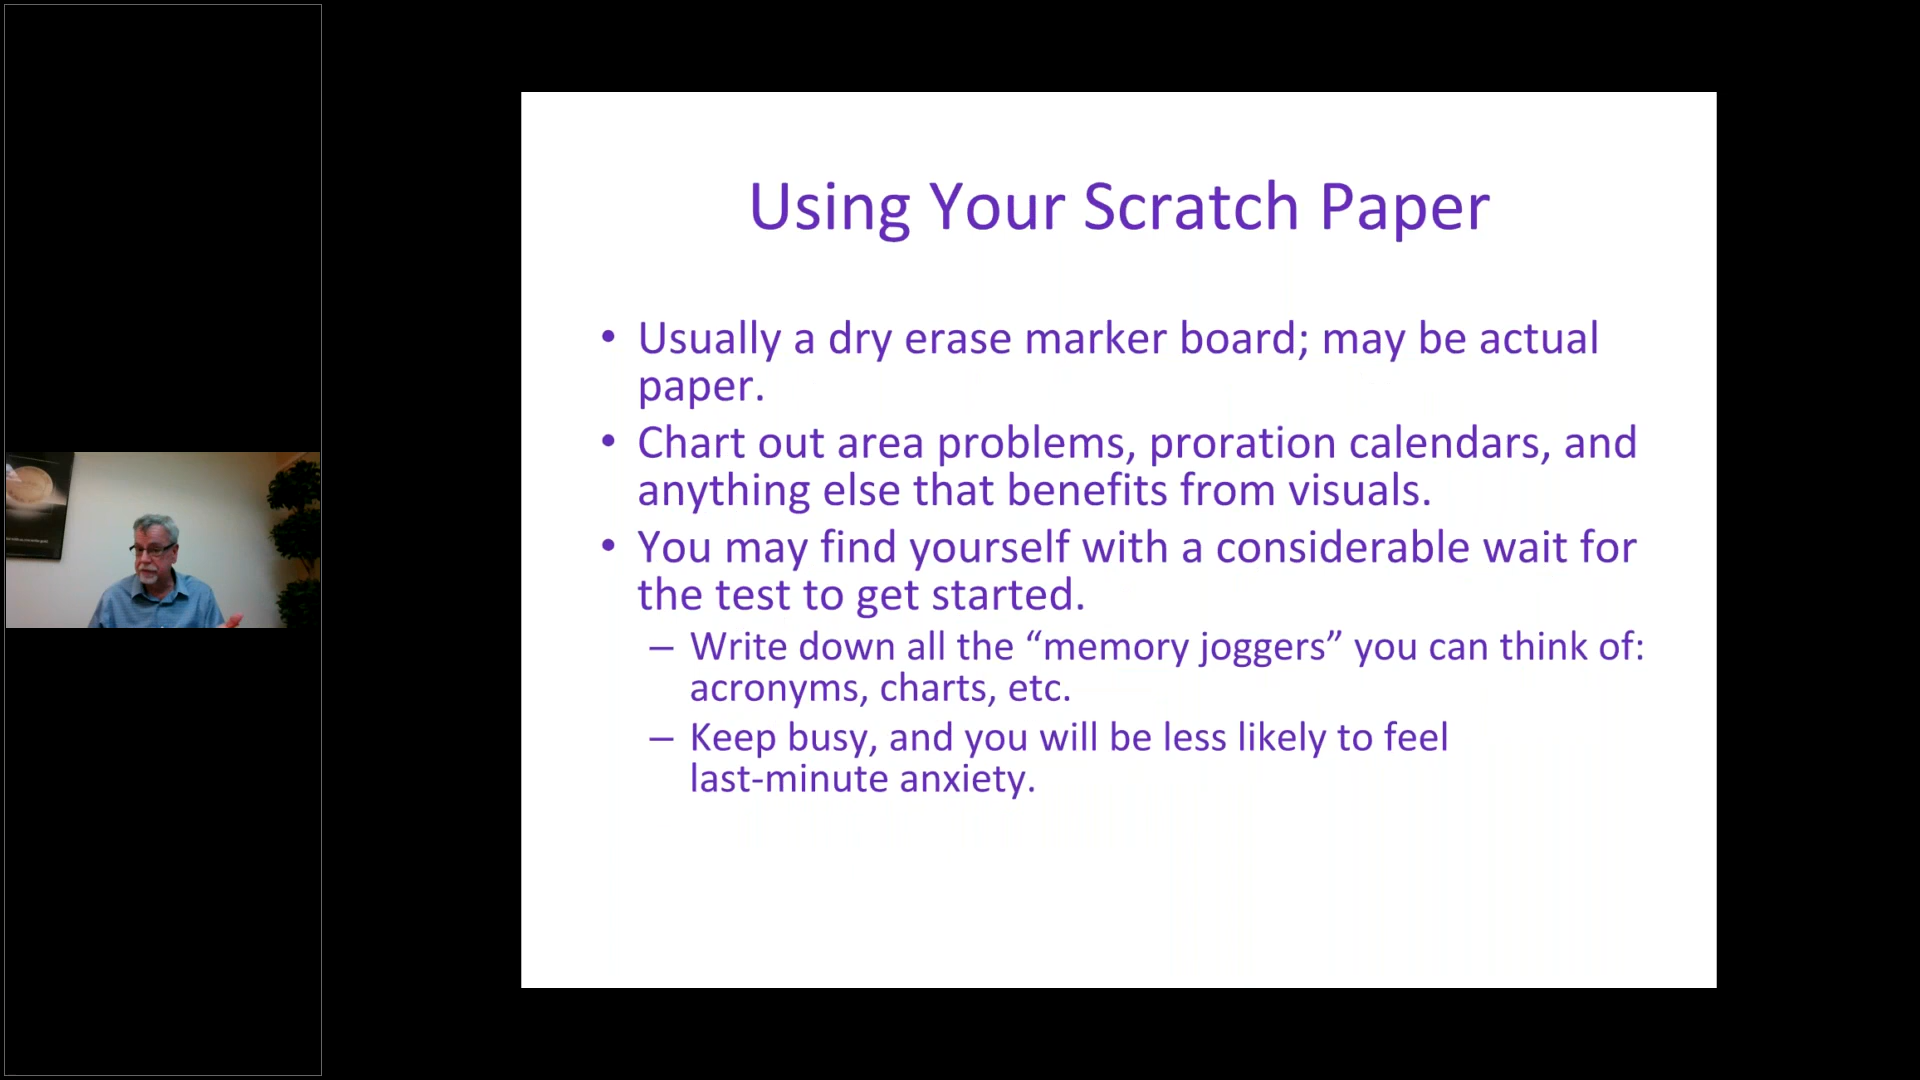 Using Your Scratch Paper
• Usually a dry erase marker board; may be actual
paper.
• Chart out area problems, proration calendars, and
anything else that benefits from visuals.
• You may find yourself with a considerable wait for
the test to get started.
– Write down all the “memory joggers” you can think of:
acronyms, charts, etc.
– Keep busy, and you will be less likely to feel
last-minute anxiety.